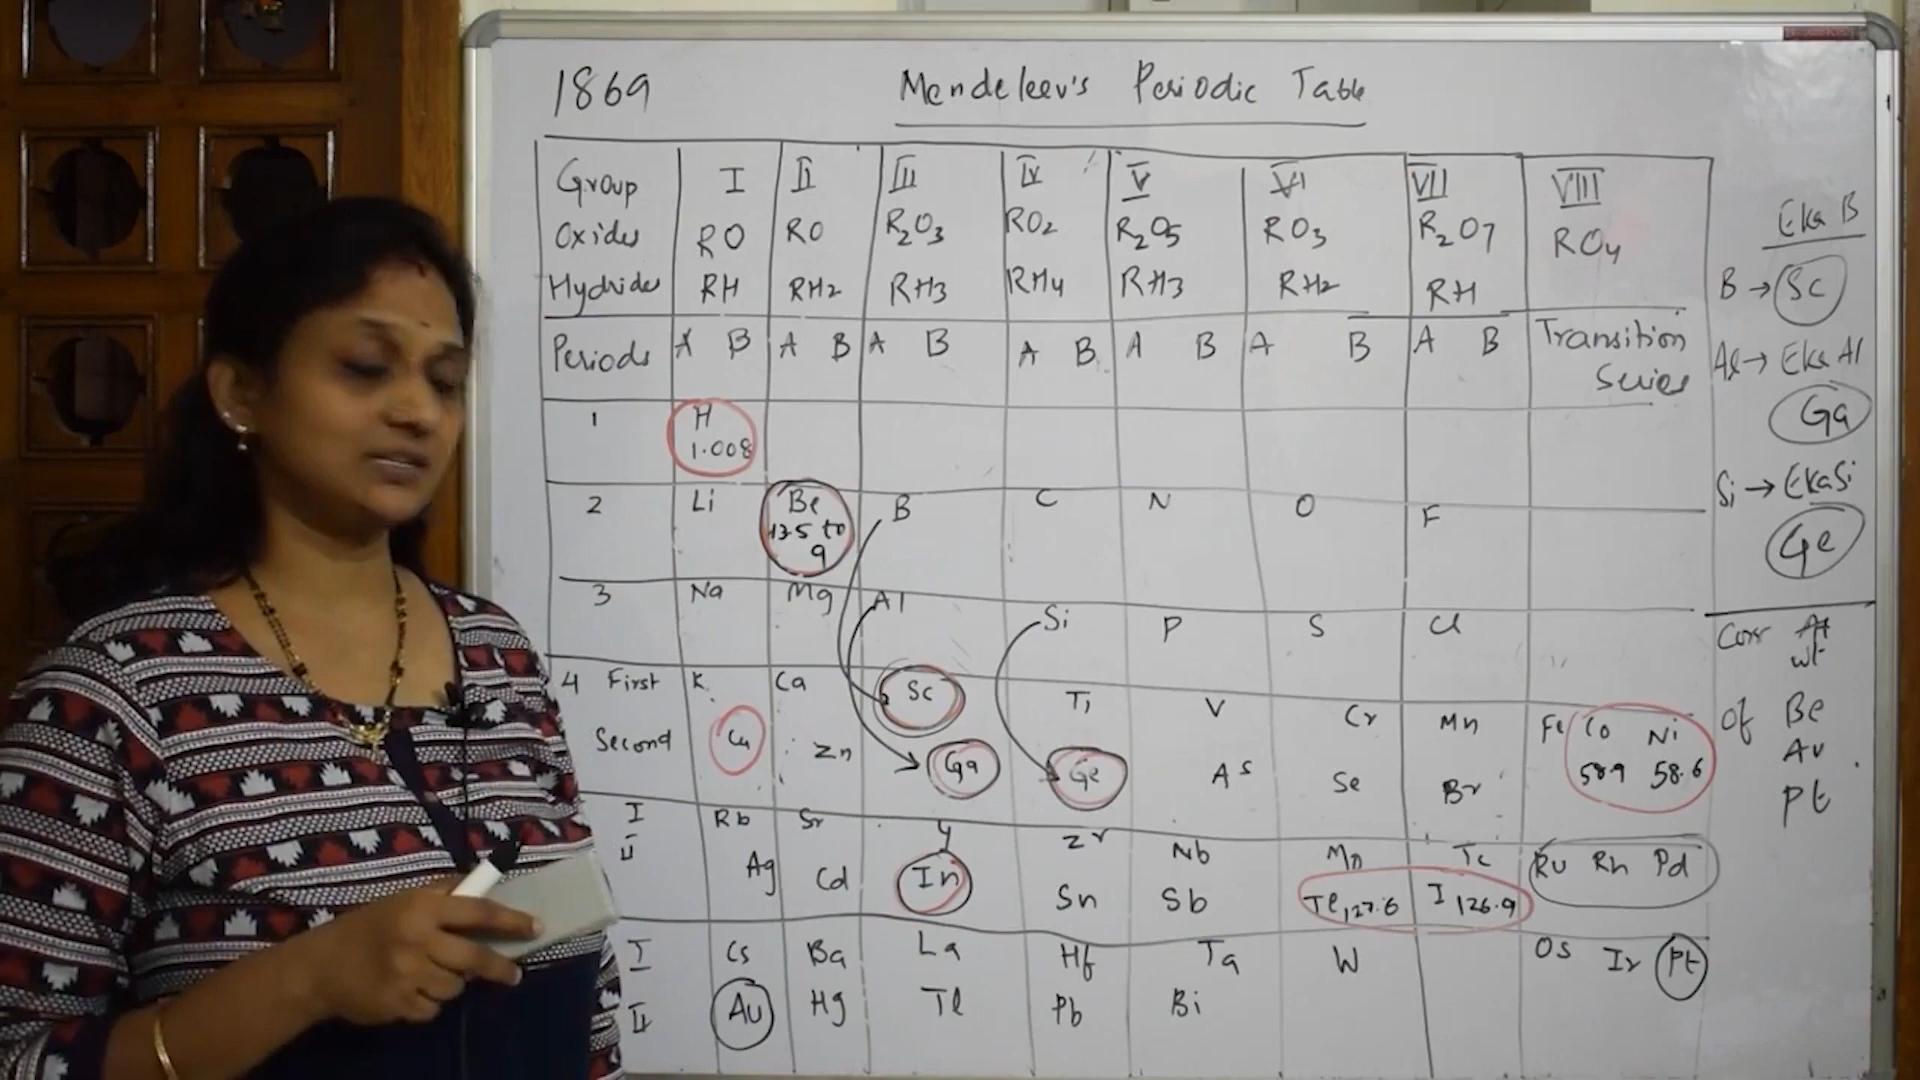 1869 Mendeleev's Periodic Table
Group I II III IV V VI VII VIII
Oxides RO RO R2O3 RO2 R2O5 RO3 R2O7 RO4
Hydrides RH RH2 RH3 RH4 RH3 RH2 RH
Periods A B A B A B A B A B A B A B Transition Series
1 H 1.008
2 Li Be 13.5 to 9 B C N O F
3 Na Mg Al Si P S Cl
4 First K Ca Sc Ti V Cr Mn Fe Co Ni
58.9 58.6
Second Cu Zn Ga Ge As Se Br
I Rb Sr Y Zr Nb Mn Tc Ru Rh Pd
II Ag Cd In Sn Sb Te 127.6 I 126.9
I Cs Ba La Hf Ta W Os Ir Pt
II Au Hg Tl Pb Bi
Eka B
B → Sc
Al → Eka Al
Ga
Si → Eka Si
Ge
Corr At wt
of Be
Au
Pt